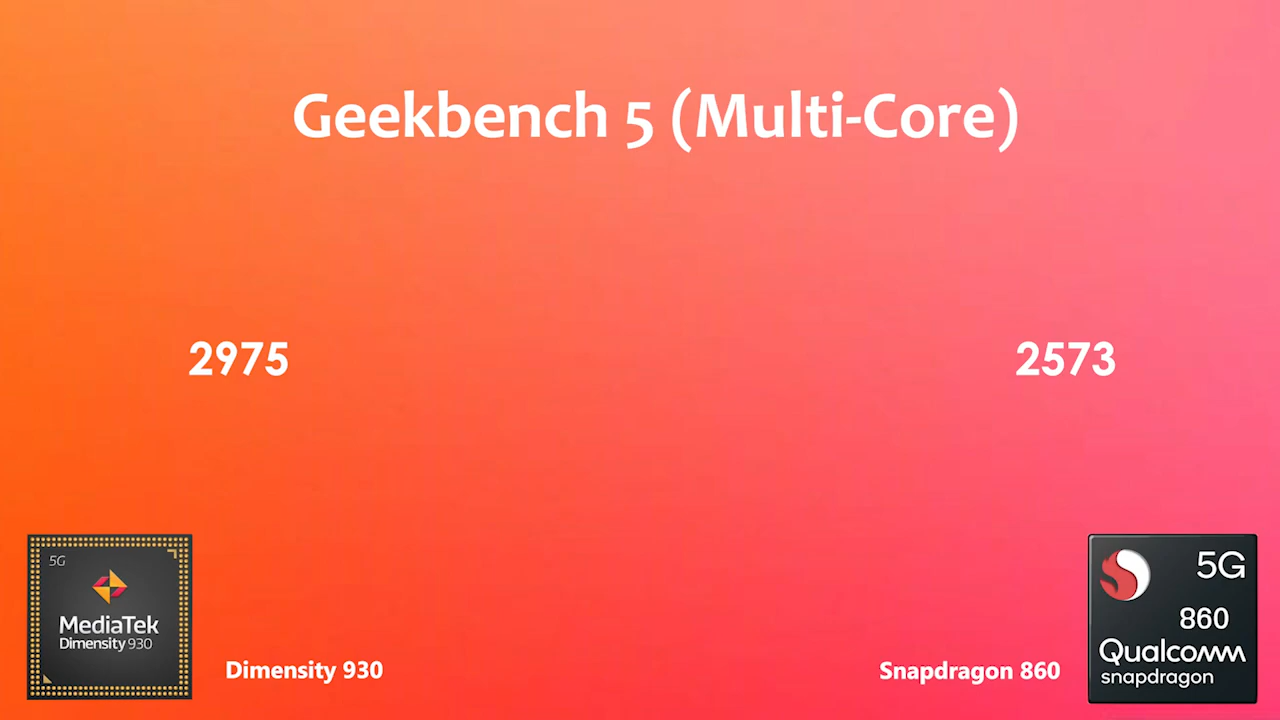 Geekbench 5 (Multi-Core)
2975
2573
5G
MediaTek
Dimensity 930
Dimensity 930
Snapdragon 860
5G
860
Qualcomm
snapdragon